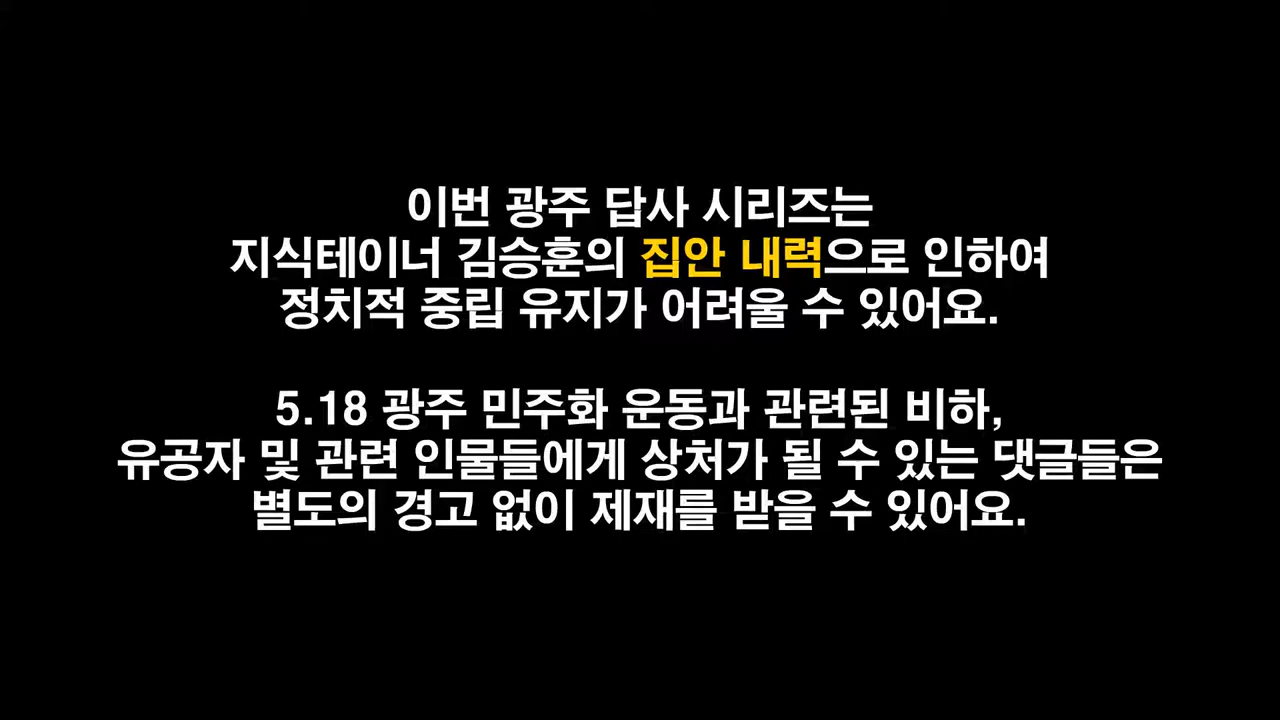 이번 광주 답사 시리즈는
지식테이너 김승훈의 집안 내력으로 인하여
정치적 중립 유지가 어려울 수 있어요.
5.18 광주 민주화 운동과 관련된 비하,
유공자 및 관련 인물들에게 상처가 될 수 있는 댓글들은
별도의 경고 없이 제재를 받을 수 있어요.